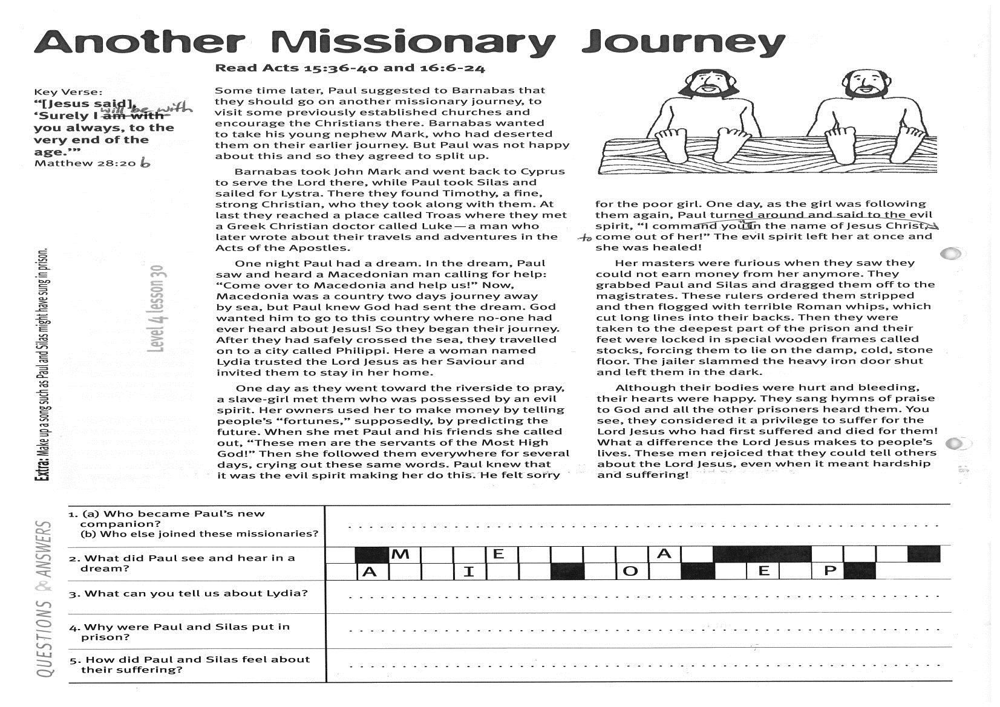 Another Missionary Journey
Read Acts 15:36-40 and 16:6-24
Key Verse:
“[Jesus said],
will be with
‘Surely I am with
you always, to the
very end of the
age.’”
Matthew 28:20 b
Extra: Make up a song such as Paul and Silas might have sung in prison.
Level 4 lesson 30
Some time later, Paul suggested to Barnabas that
they should go on another missionary journey, to
visit some previously established churches and
encourage the Christians there. Barnabas wanted
to take his young nephew Mark, who had deserted
them on their earlier journey. But Paul was not happy
about this and so they agreed to split up.
Barnabas took John Mark and went back to Cyprus
to serve the Lord there, while Paul took Silas and
sailed for Lystra. There they found Timothy, a fine,
strong Christian, who they took along with them. At
last they reached a place called Troas where they met
a Greek Christian doctor called Luke—a man who
later wrote about their travels and adventures in the
Acts of the Apostles.
One night Paul had a dream. In the dream, Paul
saw and heard a Macedonian man calling for help:
“Come over to Macedonia and help us!” Now,
Macedonia was a country two days journey away
by sea, but Paul knew God had sent the dream. God
wanted him to go to this country where no-one had
ever heard about Jesus! So they began their journey.
After they had safely crossed the sea, they travelled
on to a city called Philippi. Here a woman named
Lydia trusted the Lord Jesus as her Saviour and
invited them to stay in her home.
One day as they went toward the riverside to pray,
a slave-girl met them who was possessed by an evil
spirit. Her owners used her to make money by telling
people’s “fortunes,” supposedly, by predicting the
future. When she met Paul and his friends she called
out, “These men are the servants of the Most High
God!” Then she followed them everywhere for several
days, crying out these same words. Paul knew that
it was the evil spirit making her do this. He felt sorry
for the poor girl. One day, as the girl was following
them again, Paul turned around and said to the evil
spirit, “I command you in the name of Jesus Christ,
to come out of her!” The evil spirit left her at once and
she was healed!
Her masters were furious when they saw they
could not earn money from her anymore. They
grabbed Paul and Silas and dragged them off to the
magistrates. These rulers ordered them stripped
and then flogged with terrible Roman whips, which
cut long lines into their backs. Then they were
taken to the deepest part of the prison and their
feet were locked in special wooden frames called
stocks, forcing them to lie on the damp, cold, stone
floor. The jailer slammed the heavy iron door shut
and left them in the dark.
Although their bodies were hurt and bleeding,
their hearts were happy. They sang hymns of praise
to God and all the other prisoners heard them. You
see, they considered it a privilege to suffer for the
Lord Jesus who had first suffered and died for them!
What a difference the Lord Jesus makes to people’s
lives. These men rejoiced that they could tell others
about the Lord Jesus, even when it meant hardship
and suffering!
QUESTIONS & ANSWERS
1. (a) Who became Paul’s new
companion?
(b) Who else joined these missionaries?
2. What did Paul see and hear in a
dream?
M E A
A I O E P
3. What can you tell us about Lydia?
4. Why were Paul and Silas put in
prison?
5. How did Paul and Silas feel about
their suffering?